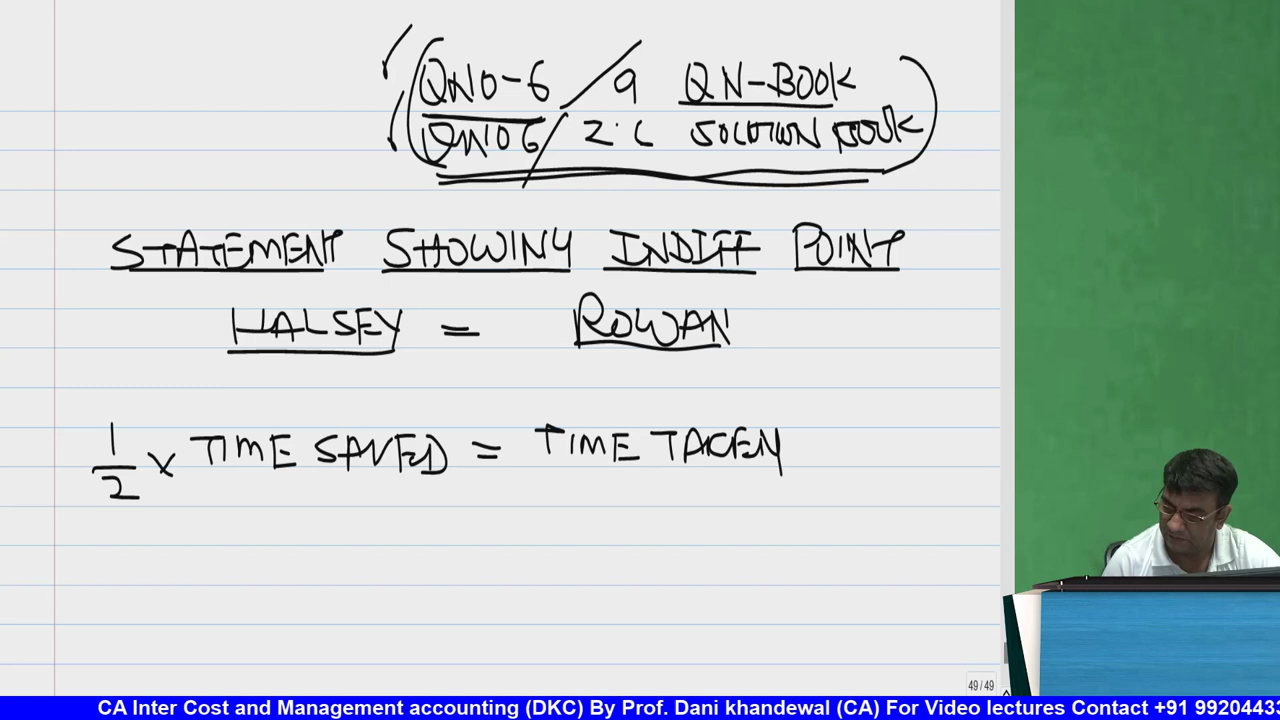 QNO-6 / 9 QN-BOOK
QNO6 / 2.C SOLUTION BOOK
STATEMENT SHOWING INDIFF POINT
HALSEY = ROWAN
1/2 × TIME SAVED = TIME TAKEN
49/49
CA Inter Cost and Management accounting (DKC) By Prof. Dani khandewal (CA) For Video lectures Contact +91 99204433